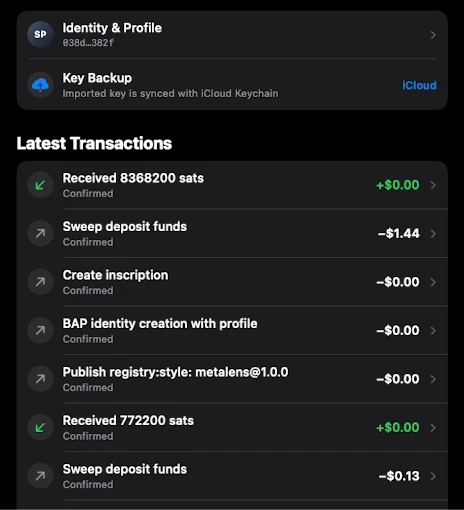 SP
Identity & Profile
038d…382f
Key Backup
Imported key is synced with iCloud Keychain
iCloud
Latest Transactions
Received 8368200 sats
Confirmed
+$0.00
Sweep deposit funds
Confirmed
–$1.44
Create inscription
Confirmed
–$0.00
BAP identity creation with profile
Confirmed
–$0.00
Publish registry:style: metalens@1.0.0
Confirmed
–$0.00
Received 772200 sats
Confirmed
+$0.00
Sweep deposit funds
Confirmed
–$0.13